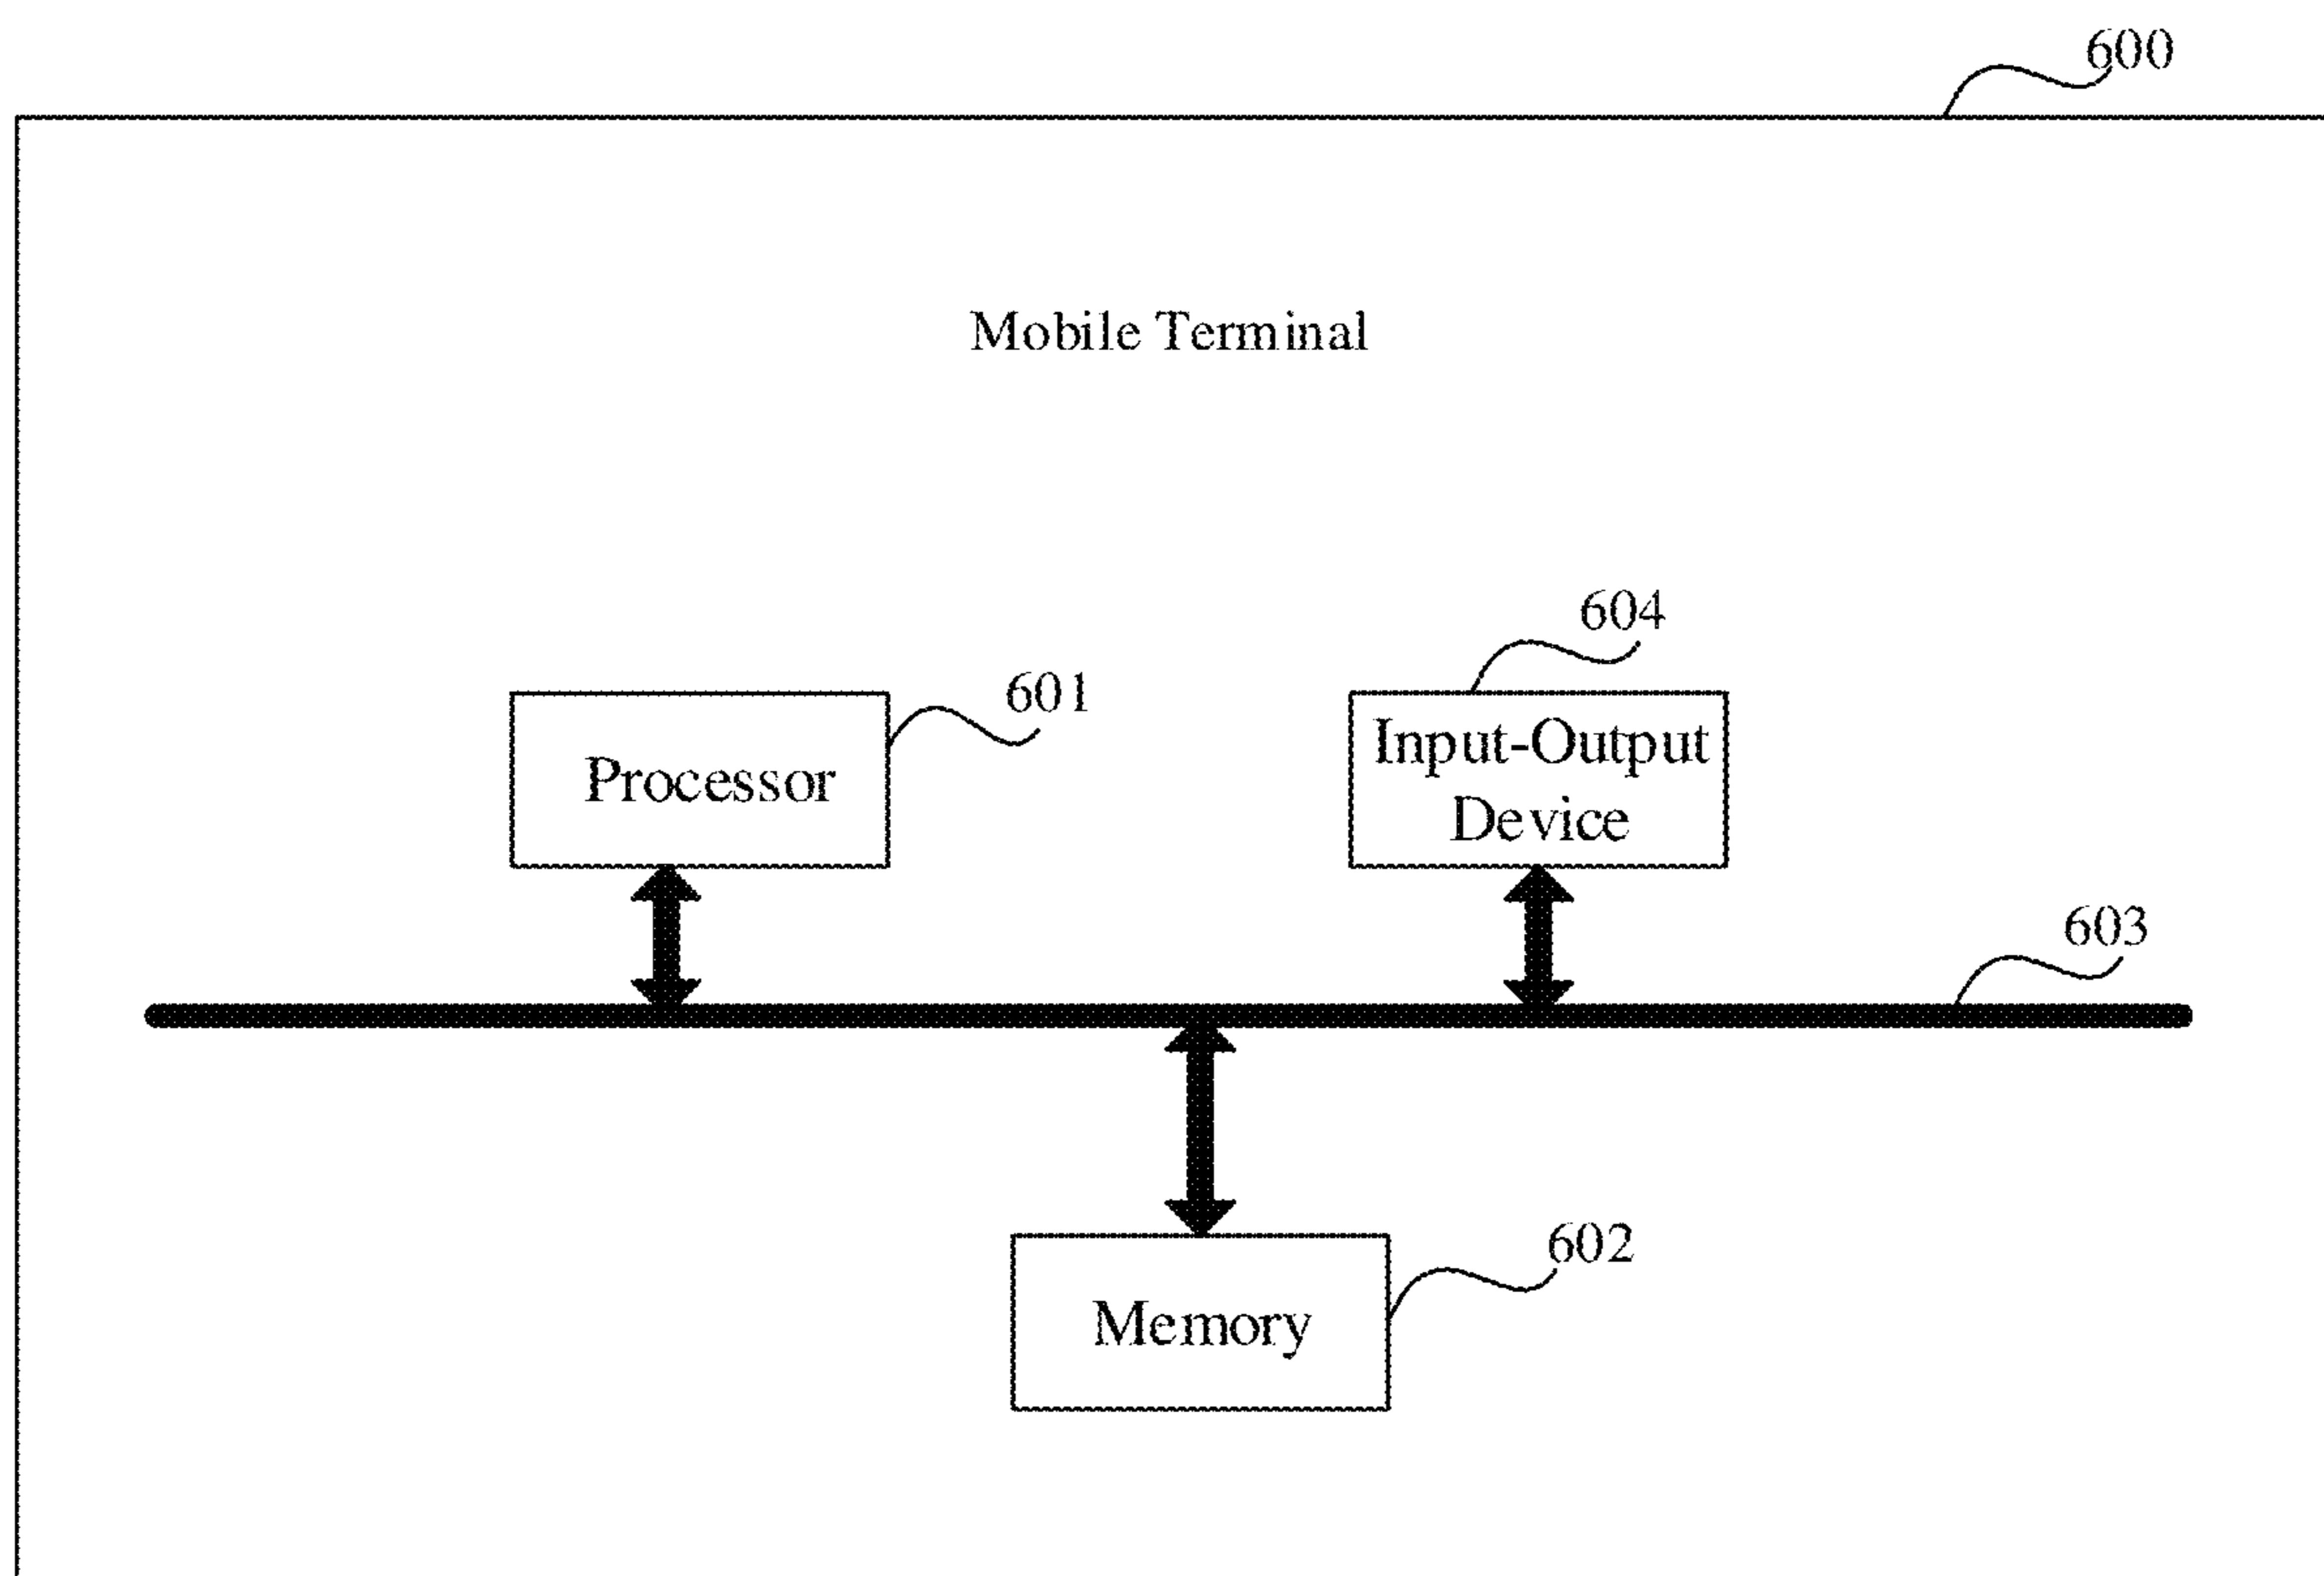 600
Mobile Terminal
604
601
Input-Output
Processor
Device
603
602
Memory